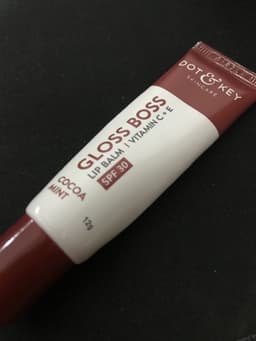 DOT & KEY
SKINCARE
GLOSS BOSS
LIP BALM | VITAMIN C + E
SPF 30
COCOA
MINT
12g